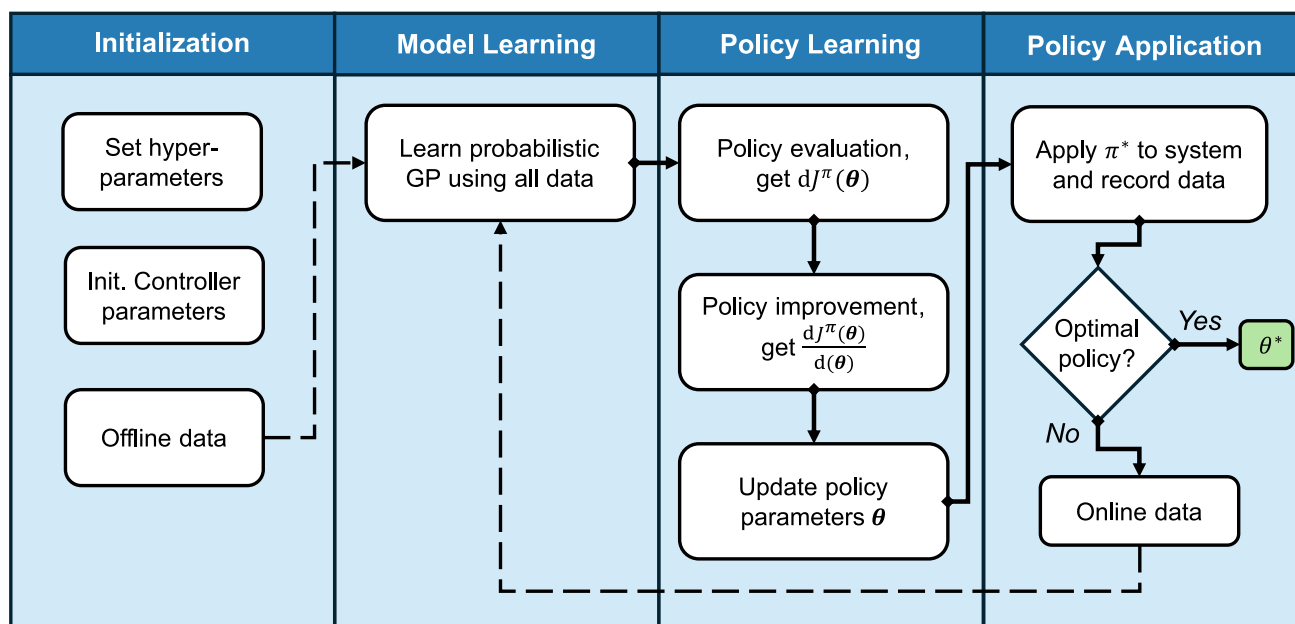 Initialization
Model Learning
Policy Learning
Policy Application
Set hyper-
parameters
Init. Controller
parameters
Offline data
Learn probabilistic
GP using all data
Policy evaluation,
get dJ^π(θ)
Policy improvement,
get dJ^π(θ)/d(θ)
Update policy
parameters θ
Apply π* to system
and record data
Optimal
policy?
Yes
θ*
No
Online data